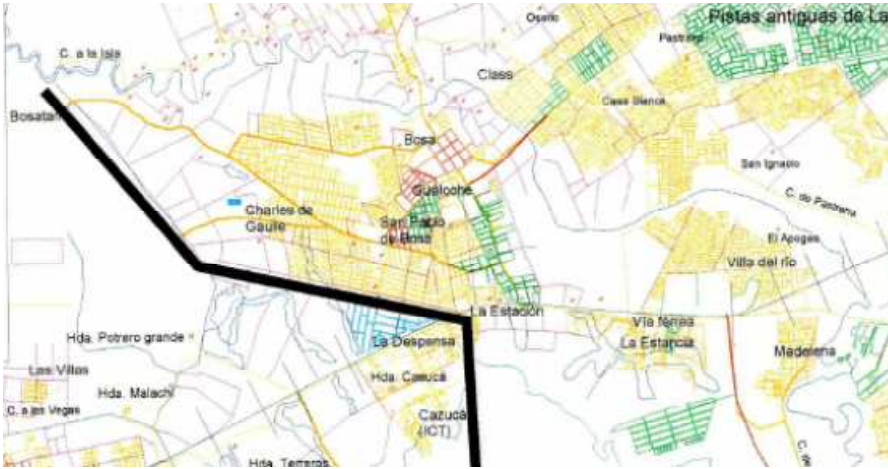 Osorio
Pistas antiguas de La
Pastrana
C. a la Isla
Class
Casa Blanca
Bosatama
Bosa
San Ignacio
Gualoche
C. de Pastrana
Charles de
Gaulle
San Pablo
de Bosa
El Apogeo
Villa del río
La Estación
Vía férrea
La Estancia
Hda. Potrero grande
La Despensa
Madelena
Las Villas
Hda. Cazucá
Hda. Malachí
C. a las Vegas
Cazucá
(ICT)
Hda. Terreros
C. de